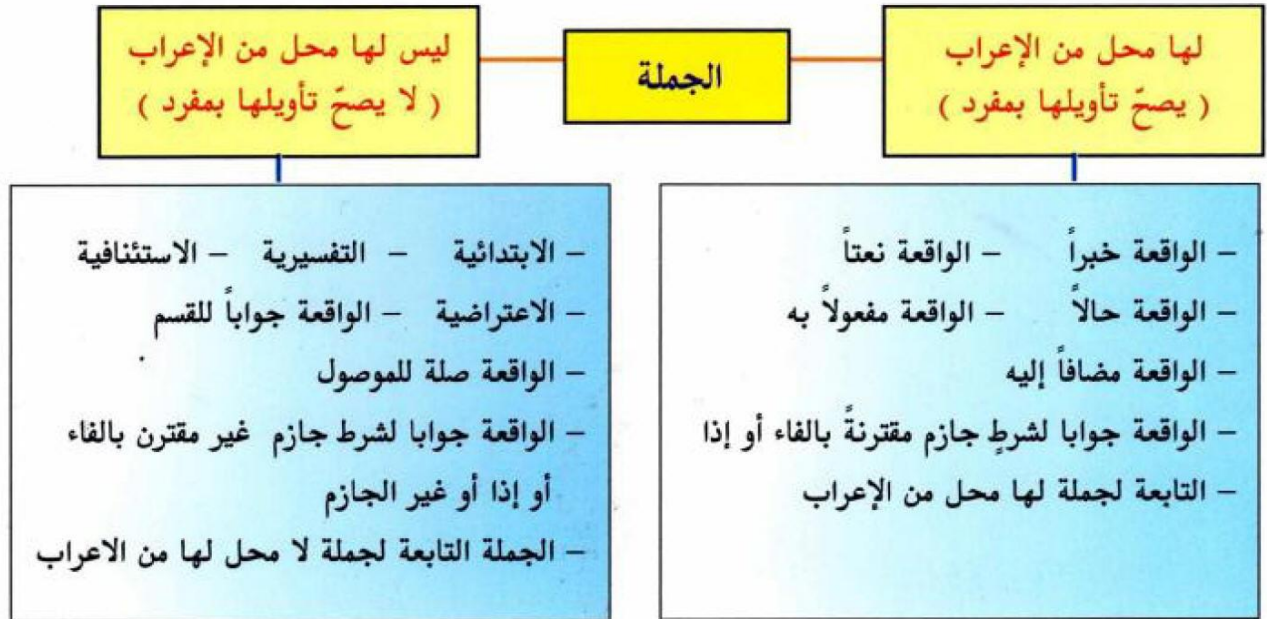 الجملة
لها محل من الإعراب
( يصحّ تأويلها بمفرد )
– الواقعة خبراً – الواقعة نعتاً
– الواقعة حالاً – الواقعة مفعولاً به
– الواقعة مضافاً إليه
– الواقعة جوابا لشرطٍ جازم مقترنةً بالفاء أو إذا
– التابعة لجملة لها محل من الإعراب
ليس لها محل من الإعراب
( لا يصحّ تأويلها بمفرد )
– الابتدائية – التفسيرية – الاستئنافية
– الاعتراضية – الواقعة جواباً للقسم
– الواقعة صلة للموصول
– الواقعة جوابا لشرط جازم غير مقترن بالفاء
أو إذا أو غير الجازم
– الجملة التابعة لجملة لا محل لها من الاعراب